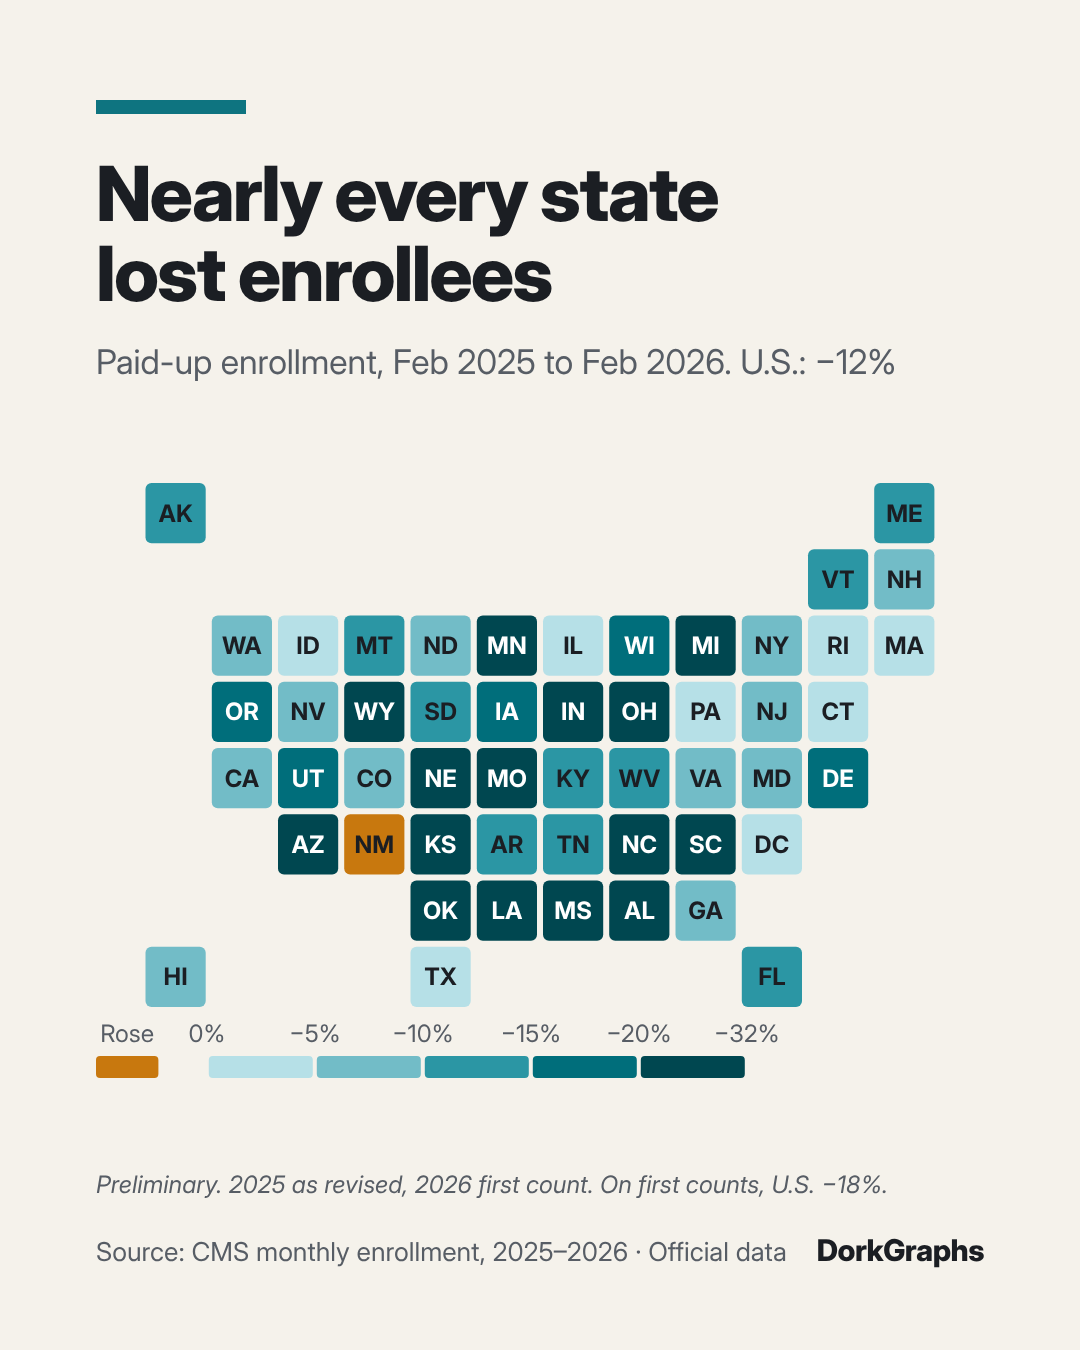 Nearly every state
lost enrollees
Paid-up enrollment, Feb 2025 to Feb 2026. U.S.: −12%
AK ME
VT NH
WA ID MT ND MN IL WI MI NY RI MA
OR NV WY SD IA IN OH PA NJ CT
CA UT CO NE MO KY WV VA MD DE
AZ NM KS AR TN NC SC DC
OK LA MS AL GA
HI TX FL
Rose 0% −5% −10% −15% −20% −32%
Preliminary. 2025 as revised, 2026 first count. On first counts, U.S. −18%.
Source: CMS monthly enrollment, 2025–2026 · Official data DorkGraphs